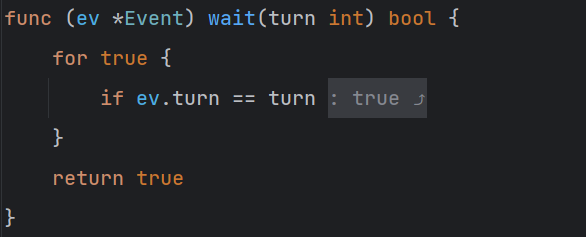 func (ev *Event) wait(turn int) bool {
    for true {
        if ev.turn == turn : true ⤴
    }
    return true
}